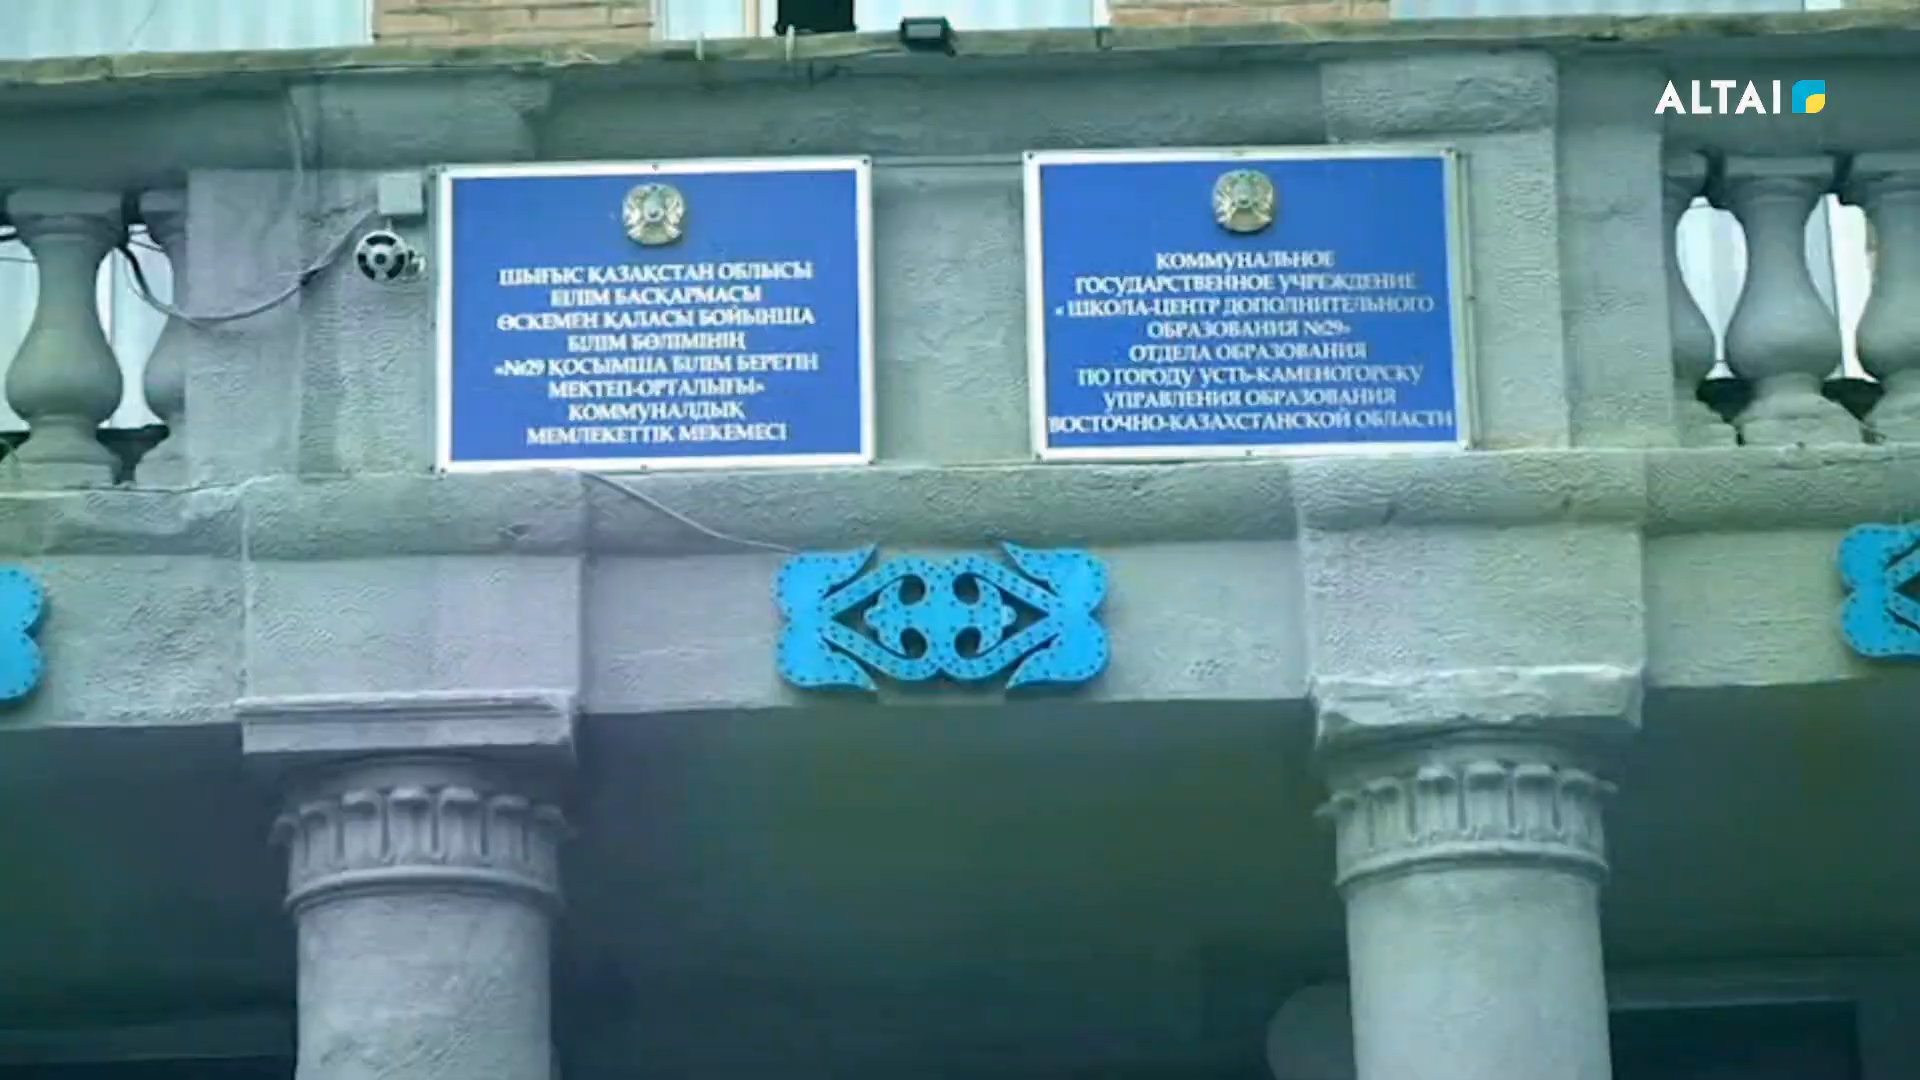 ALTAI
ШЫҒЫС ҚАЗАҚСТАН ОБЛЫСЫ
БІЛІМ БАСҚАРМАСЫ
ӨСКЕМЕН ҚАЛАСЫ БОЙЫНША
БІЛІМ БӨЛІМІНІҢ
«№29 ҚОСЫМША БІЛІМ БЕРЕТІН
МЕКТЕП-ОРТАЛЫҒЫ»
КОММУНАЛДЫҚ
МЕМЛЕКЕТТІК МЕКЕМЕСІ
КОММУНАЛЬНОЕ
ГОСУДАРСТВЕННОЕ УЧРЕЖДЕНИЕ
« ШКОЛА-ЦЕНТР ДОПОЛНИТЕЛЬНОГО
ОБРАЗОВАНИЯ №29»
ОТДЕЛА ОБРАЗОВАНИЯ
ПО ГОРОДУ УСТЬ-КАМЕНОГОРСКУ
УПРАВЛЕНИЯ ОБРАЗОВАНИЯ
ВОСТОЧНО-КАЗАХСТАНСКОЙ ОБЛАСТИ